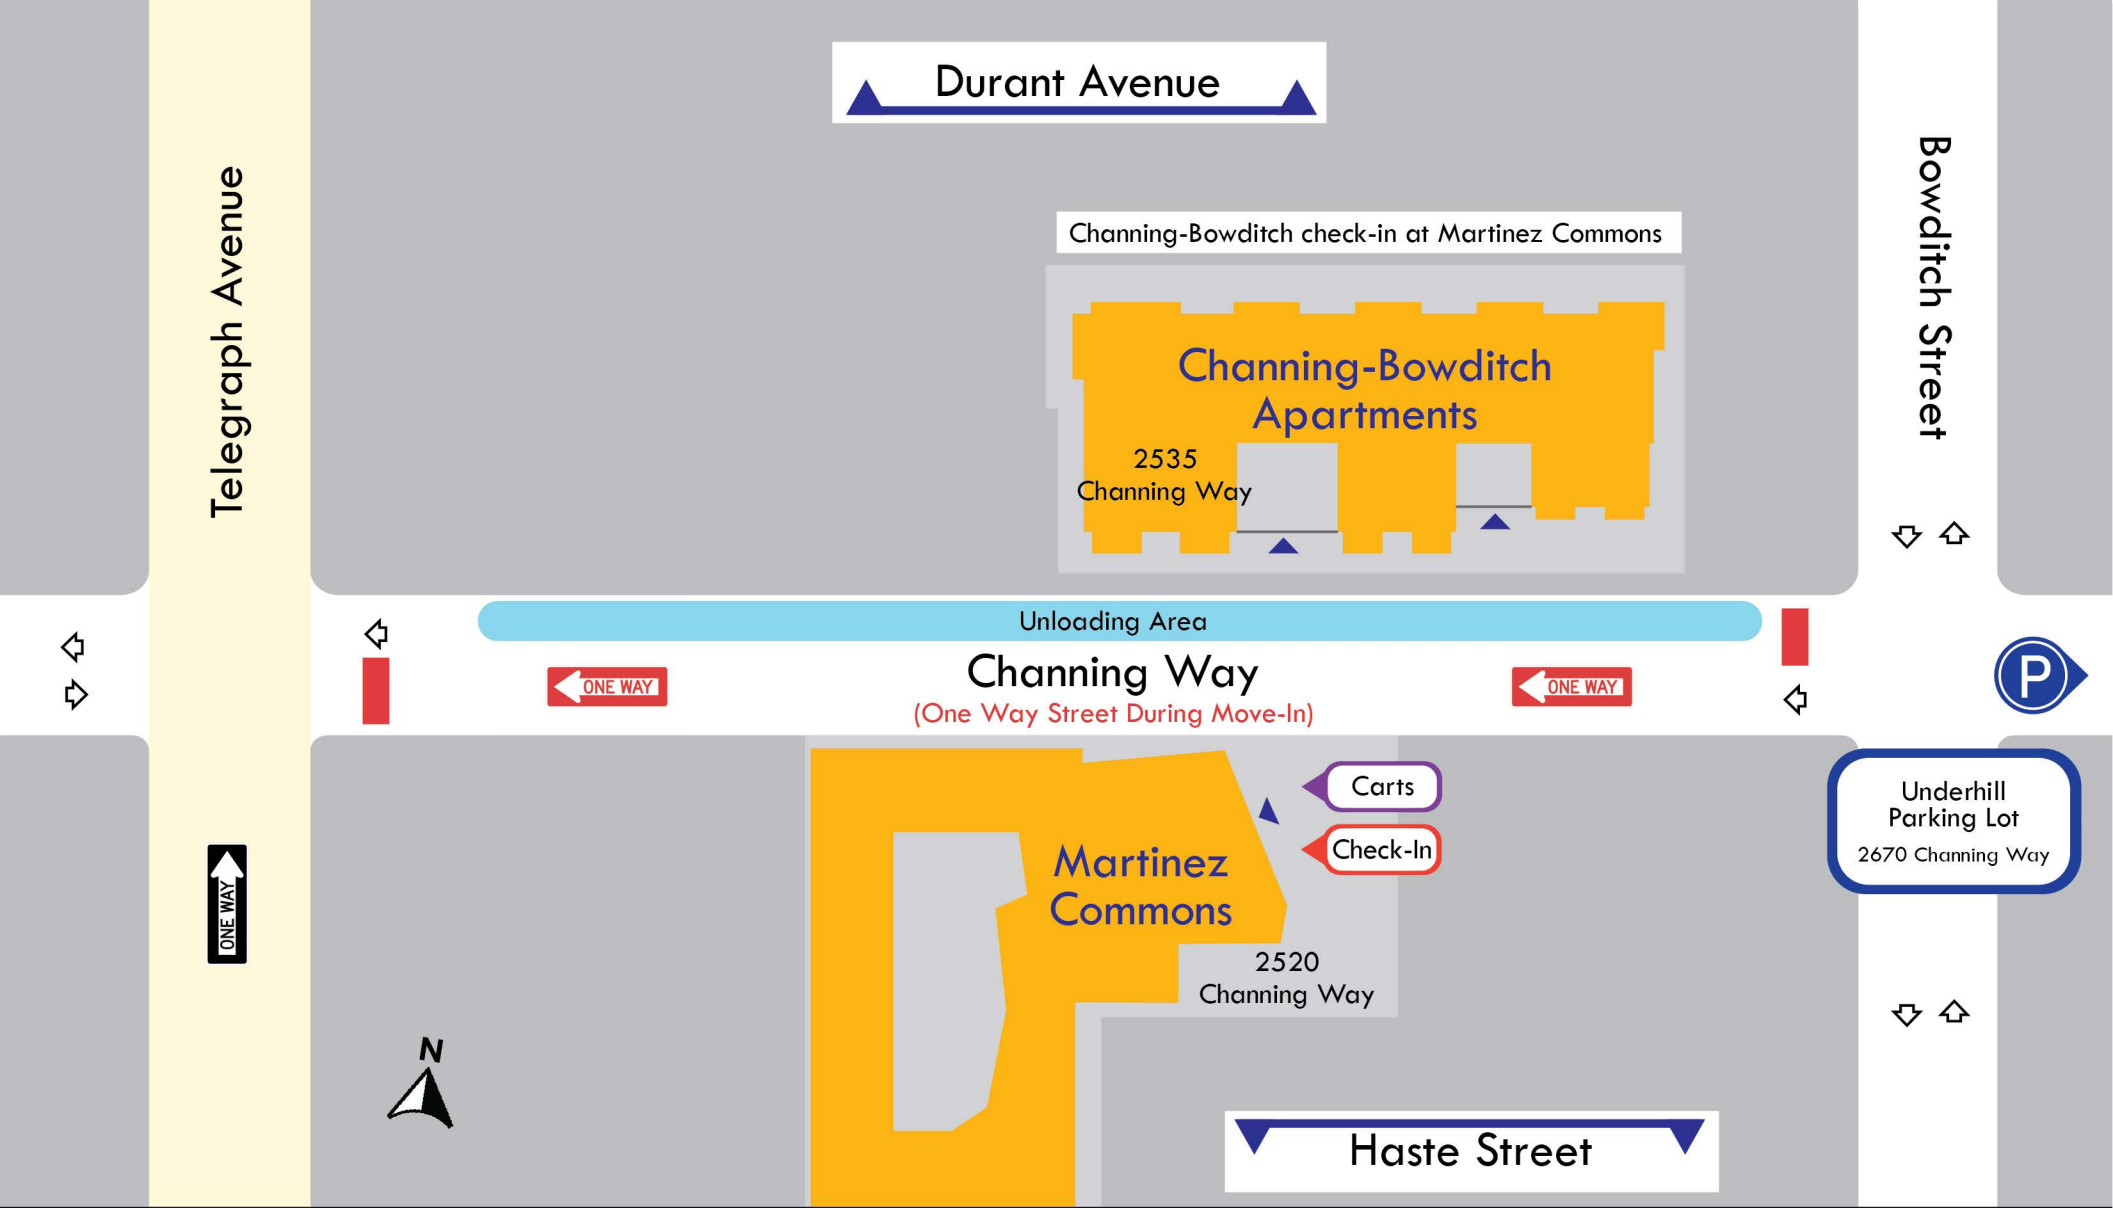 Durant Avenue
Telegraph Avenue
Bowditch Street
Channing-Bowditch check-in at Martinez Commons
Channing-Bowditch
Apartments
2535
Channing Way
Unloading Area
Channing Way
(One Way Street During Move-In)
ONE WAY
ONE WAY
P
Carts
Check-In
Martinez
Commons
2520
Channing Way
Underhill
Parking Lot
2670 Channing Way
ONE WAY
N
Haste Street